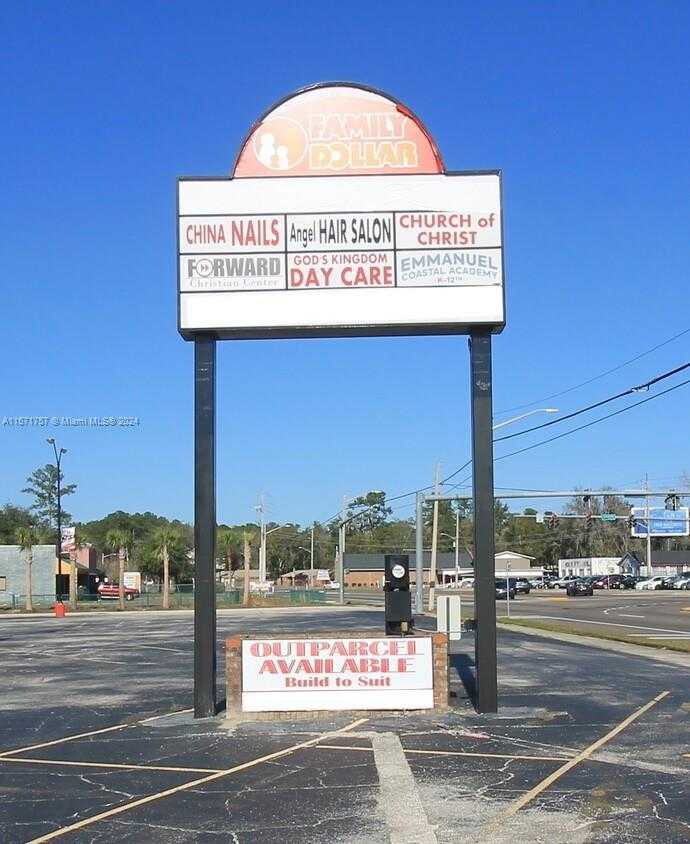 FAMILY
DOLLAR
CHINA NAILS
Angel HAIR SALON
CHURCH of
CHRIST
FORWARD
Christian Center
GOD S KINGDOM
DAY CARE
EMMANUEL
COASTAL ACADEMY
K-12TH
A11571757 © Miami MLS® 2024
OUTPARCEL
AVAILABLE
Build to Suit